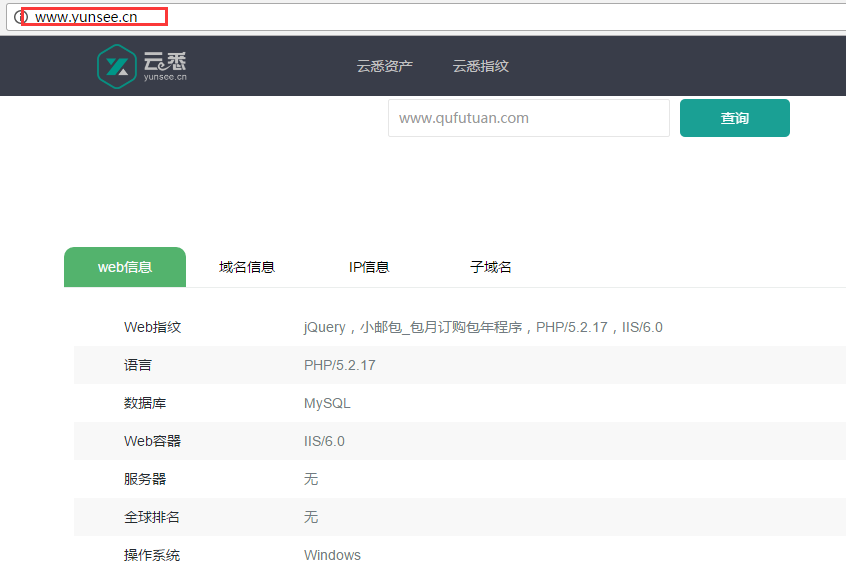 www.yunsee.cn
云悉
yunsee.cn
云悉资产 云悉指纹
www.qufutuan.com 查询
web信息 域名信息 IP信息 子域名
Web指纹 jQuery，小邮包_包月订购包年程序，PHP/5.2.17，IIS/6.0
语言 PHP/5.2.17
数据库 MySQL
Web容器 IIS/6.0
服务器 无
全球排名 无
操作系统 Windows